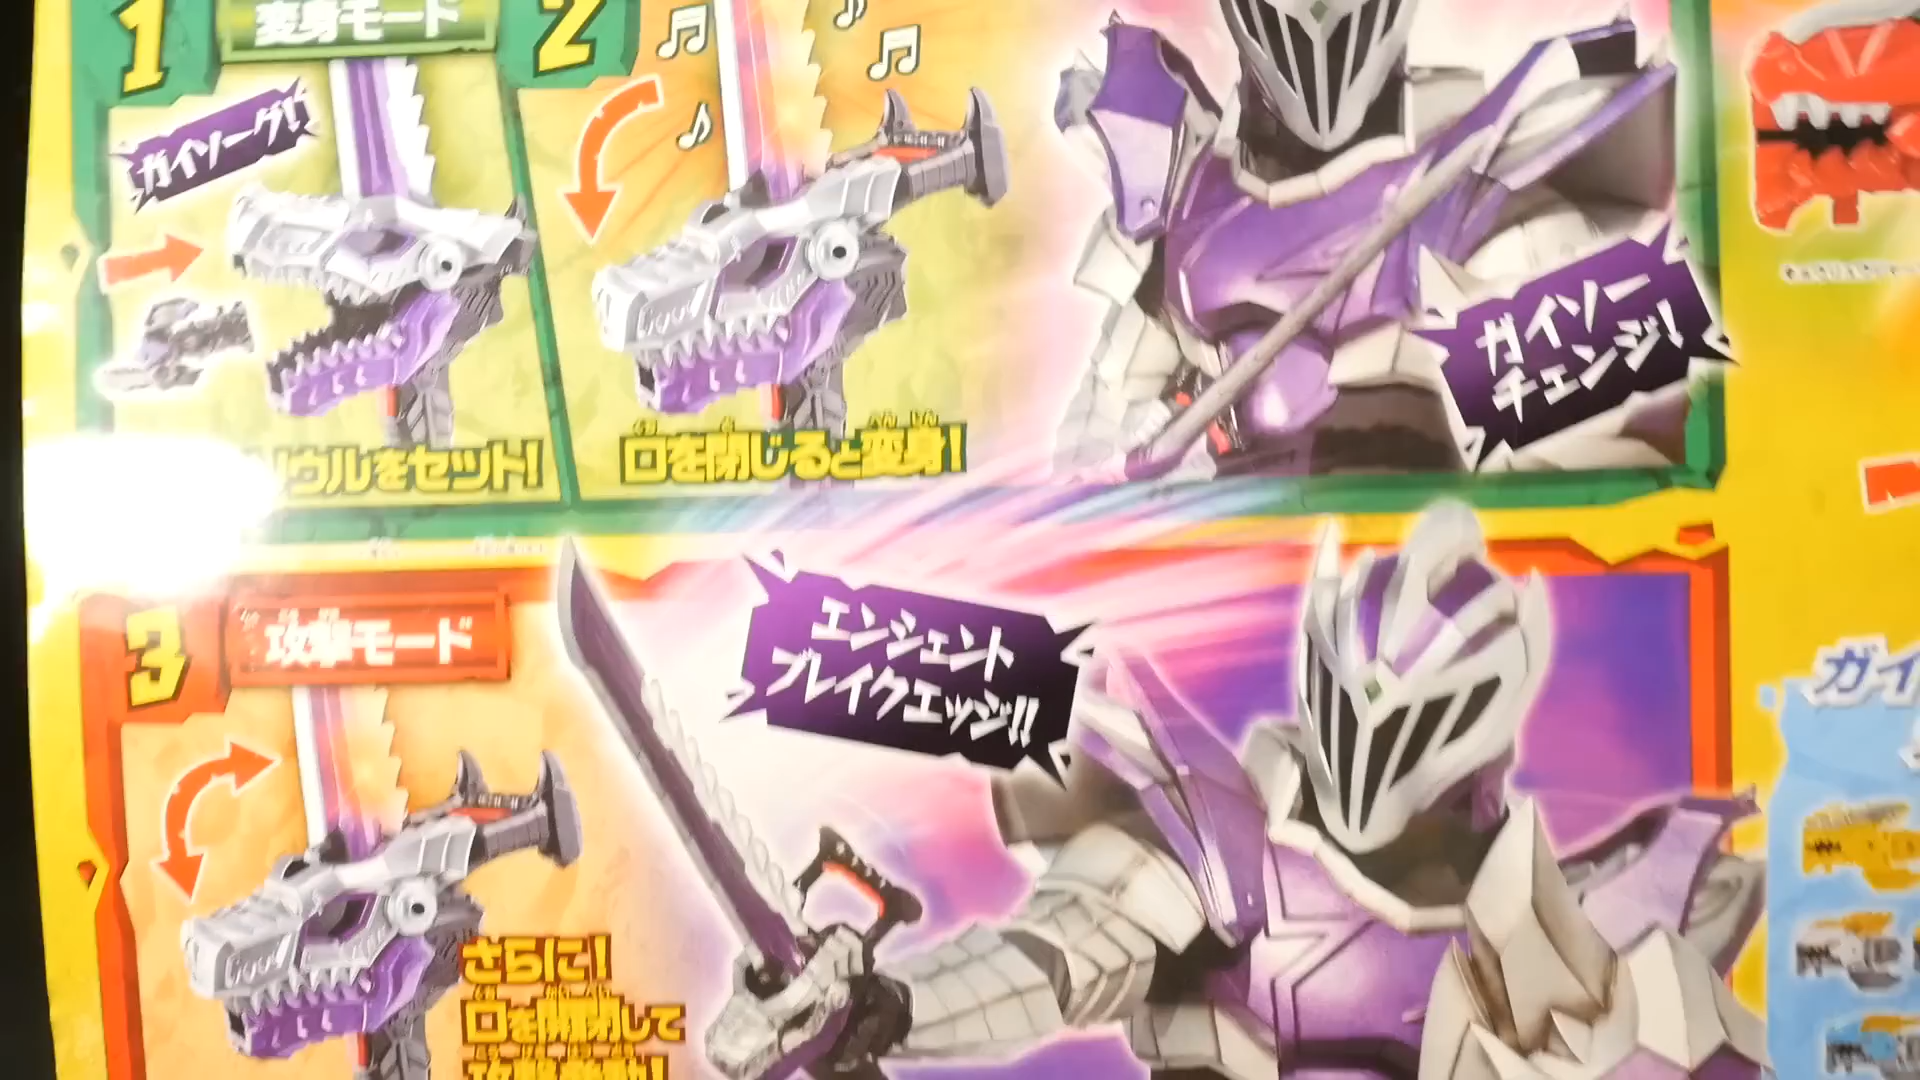 1
変身モード
ガイソーグ!
ソウルをセット!
2
口を閉じると変身!
ガイソー
チェンジ!
3
攻撃モード
エンシェント
ブレイクエッジ!!
さらに!
口を開閉して
ガイ